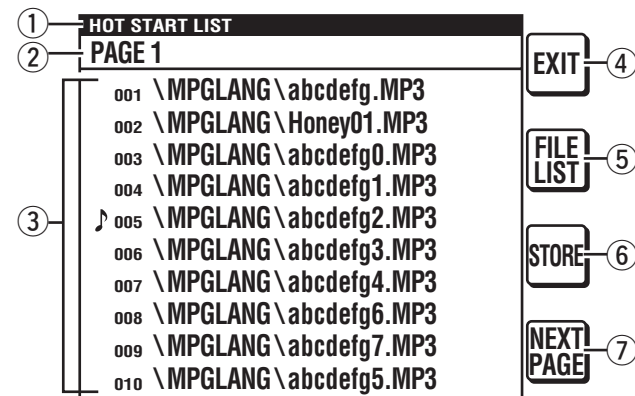 ① HOT START LIST
② PAGE 1
③
001 \MPGLANG\abcdefg.MP3
002 \MPGLANG\Honey01.MP3
003 \MPGLANG\abcdefg0.MP3
004 \MPGLANG\abcdefg1.MP3
♪ 005 \MPGLANG\abcdefg2.MP3
006 \MPGLANG\abcdefg3.MP3
007 \MPGLANG\abcdefg4.MP3
008 \MPGLANG\abcdefg6.MP3
009 \MPGLANG\abcdefg7.MP3
010 \MPGLANG\abcdefg5.MP3
EXIT ④
FILE
LIST ⑤
STORE ⑥
NEXT
PAGE ⑦